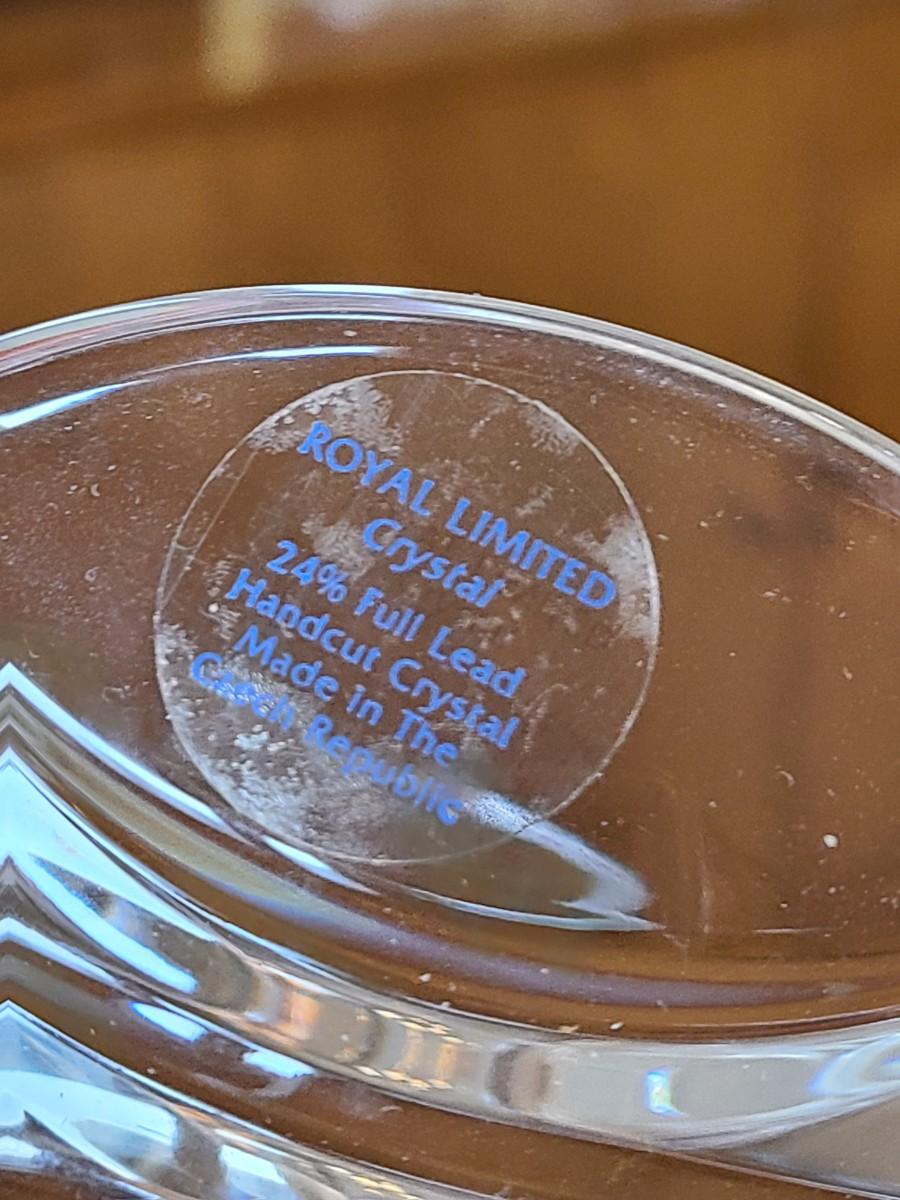 ROYAL LIMITED
Crystal
24% Full Lead
Handcut Crystal
Made in The
Czech Republic